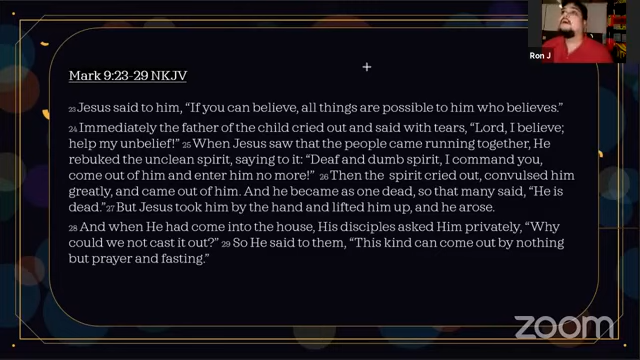 Ron J
Mark 9:23-29 NKJV
23 Jesus said to him, “If you can believe, all things are possible to him who believes.”
24 Immediately the father of the child cried out and said with tears, “Lord, I believe;
help my unbelief!” 25 When Jesus saw that the people came running together, He
rebuked the unclean spirit, saying to it: “Deaf and dumb spirit, I command you,
come out of him and enter him no more!” 26 Then the spirit cried out, convulsed him
greatly, and came out of him. And he became as one dead, so that many said, “He is
dead.”27 But Jesus took him by the hand and lifted him up, and he arose.
28 And when He had come into the house, His disciples asked Him privately, “Why
could we not cast it out?” 29 So He said to them, “This kind can come out by nothing
but prayer and fasting.”
zoom